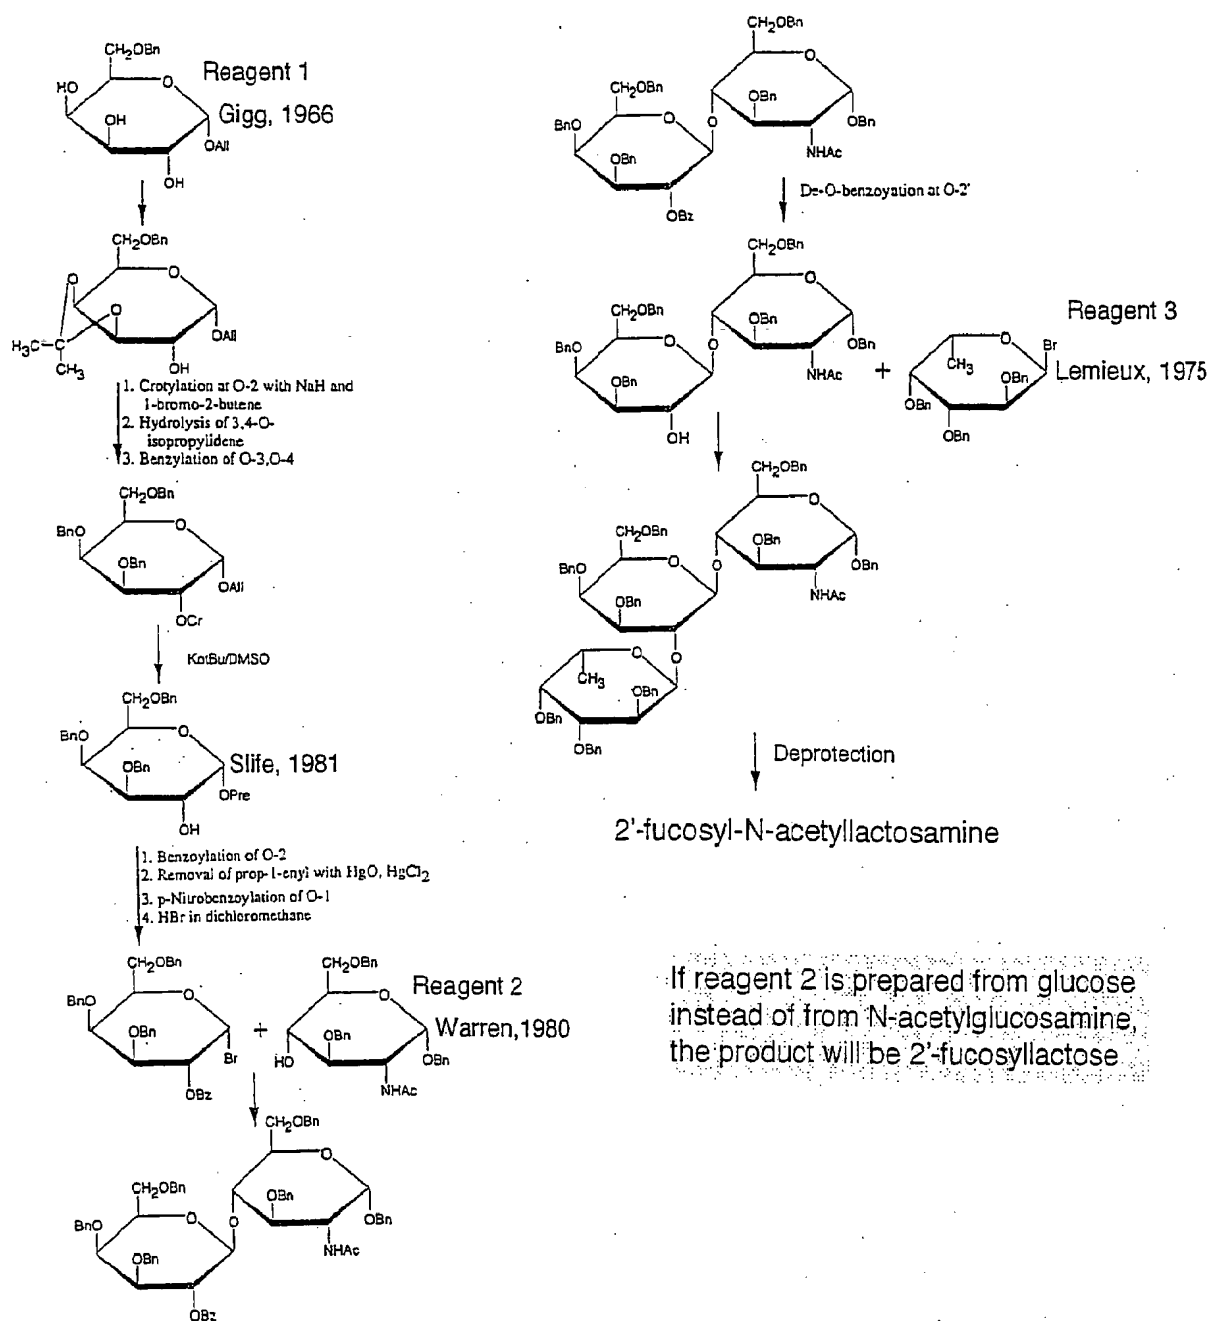 CH2OBn
O
Reagent 1
HO
OH
Gigg, 1966
OAll
OH
CH2OBn
O
O
O
OAll
H3C
C
OH
CH3
1. Crotylation at O-2 with NaH and
1-bromo-2-butene
2. Hydrolysis of 3,4-O-
isopropylidene
3. Benzylation of O-3,O-4
CH2OBn
BnO
O
OBn
OAll
OCr
KotBu/DMSO
CH2OBn
BnO
O
OBn
Slife, 1981
OPre
OH
1. Benzoylation of O-2
2. Removal of prop-1-enyl with HgO, HgCl2
3. p-Nitrobenzoylation of O-1
4. HBr in dichloromethane
CH2OBn
BnO
O
OBn
Br
OBz
+
CH2OBn
O
Reagent 2
OBn
Warren,1980
HO
OBn
NHAc
CH2OBn
O
CH2OBn
OBn
BnO
O
O
OBn
NHAc
OBn
OBz
CH2OBn
O
CH2OBn
OBn
BnO
O
O
OBn
OBn
NHAc
OBz
De-O-benzoyation at O-2'
CH2OBn
O
CH2OBn
OBn
BnO
O
O
OBn
OBn
NHAc
OH
+
Reagent 3
O
Br
CH3
Lemieux, 1975
OBn
OBn
OBn
CH2OBn
O
CH2OBn
OBn
BnO
O
O
OBn
OBn
NHAc
O
O
CH3
OBn
OBn
OBn
Deprotection
2'-fucosyl-N-acetyllactosamine
If reagent 2 is prepared from glucose
instead of from N-acetylglucosamine,
the product will be 2'-fucosyllactose